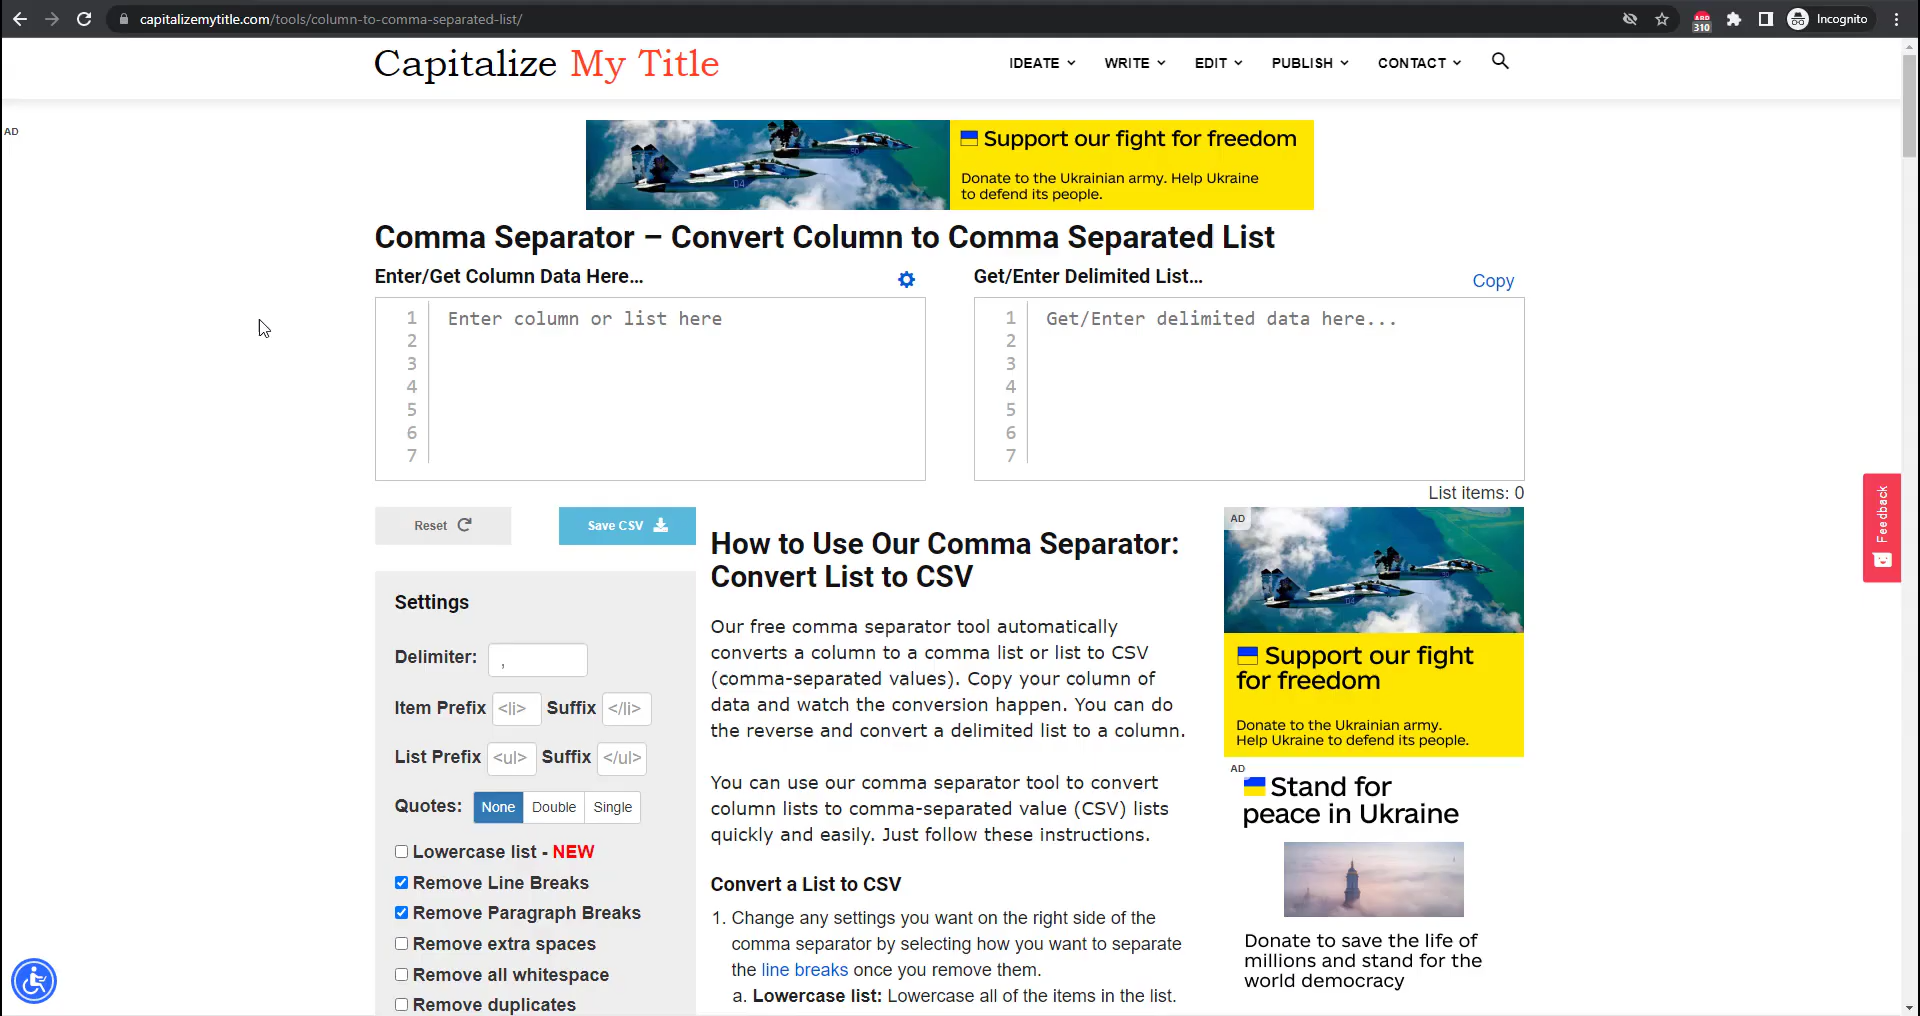 capitalizemytitle.com/tools/column-to-comma-separated-list/
ABD
310
Incognito
Capitalize My Title
IDEATE
WRITE
EDIT
PUBLISH
CONTACT
AD
Support our fight for freedom
Donate to the Ukrainian army. Help Ukraine
to defend its people.
Comma Separator – Convert Column to Comma Separated List
Enter/Get Column Data Here...
Get/Enter Delimited List...
Copy
1 Enter column or list here
2
3
4
5
6
7
1 Get/Enter delimited data here...
2
3
4
5
6
7
List items: 0
Feedback
Reset
Save CSV
Settings
Delimiter: ,
Item Prefix <li> Suffix </li>
List Prefix <ul> Suffix </ul>
Quotes: None Double Single
Lowercase list - NEW
Remove Line Breaks
Remove Paragraph Breaks
Remove extra spaces
Remove all whitespace
Remove duplicates
How to Use Our Comma Separator:
Convert List to CSV
Our free comma separator tool automatically
converts a column to a comma list or list to CSV
(comma-separated values). Copy your column of
data and watch the conversion happen. You can do
the reverse and convert a delimited list to a column.
You can use our comma separator tool to convert
column lists to comma-separated value (CSV) lists
quickly and easily. Just follow these instructions.
Convert a List to CSV
1. Change any settings you want on the right side of the
comma separator by selecting how you want to separate
the line breaks once you remove them.
a. Lowercase list: Lowercase all of the items in the list.
AD
Support our fight
for freedom
Donate to the Ukrainian army.
Help Ukraine to defend its people.
AD
Stand for
peace in Ukraine
Donate to save the life of
millions and stand for the
world democracy